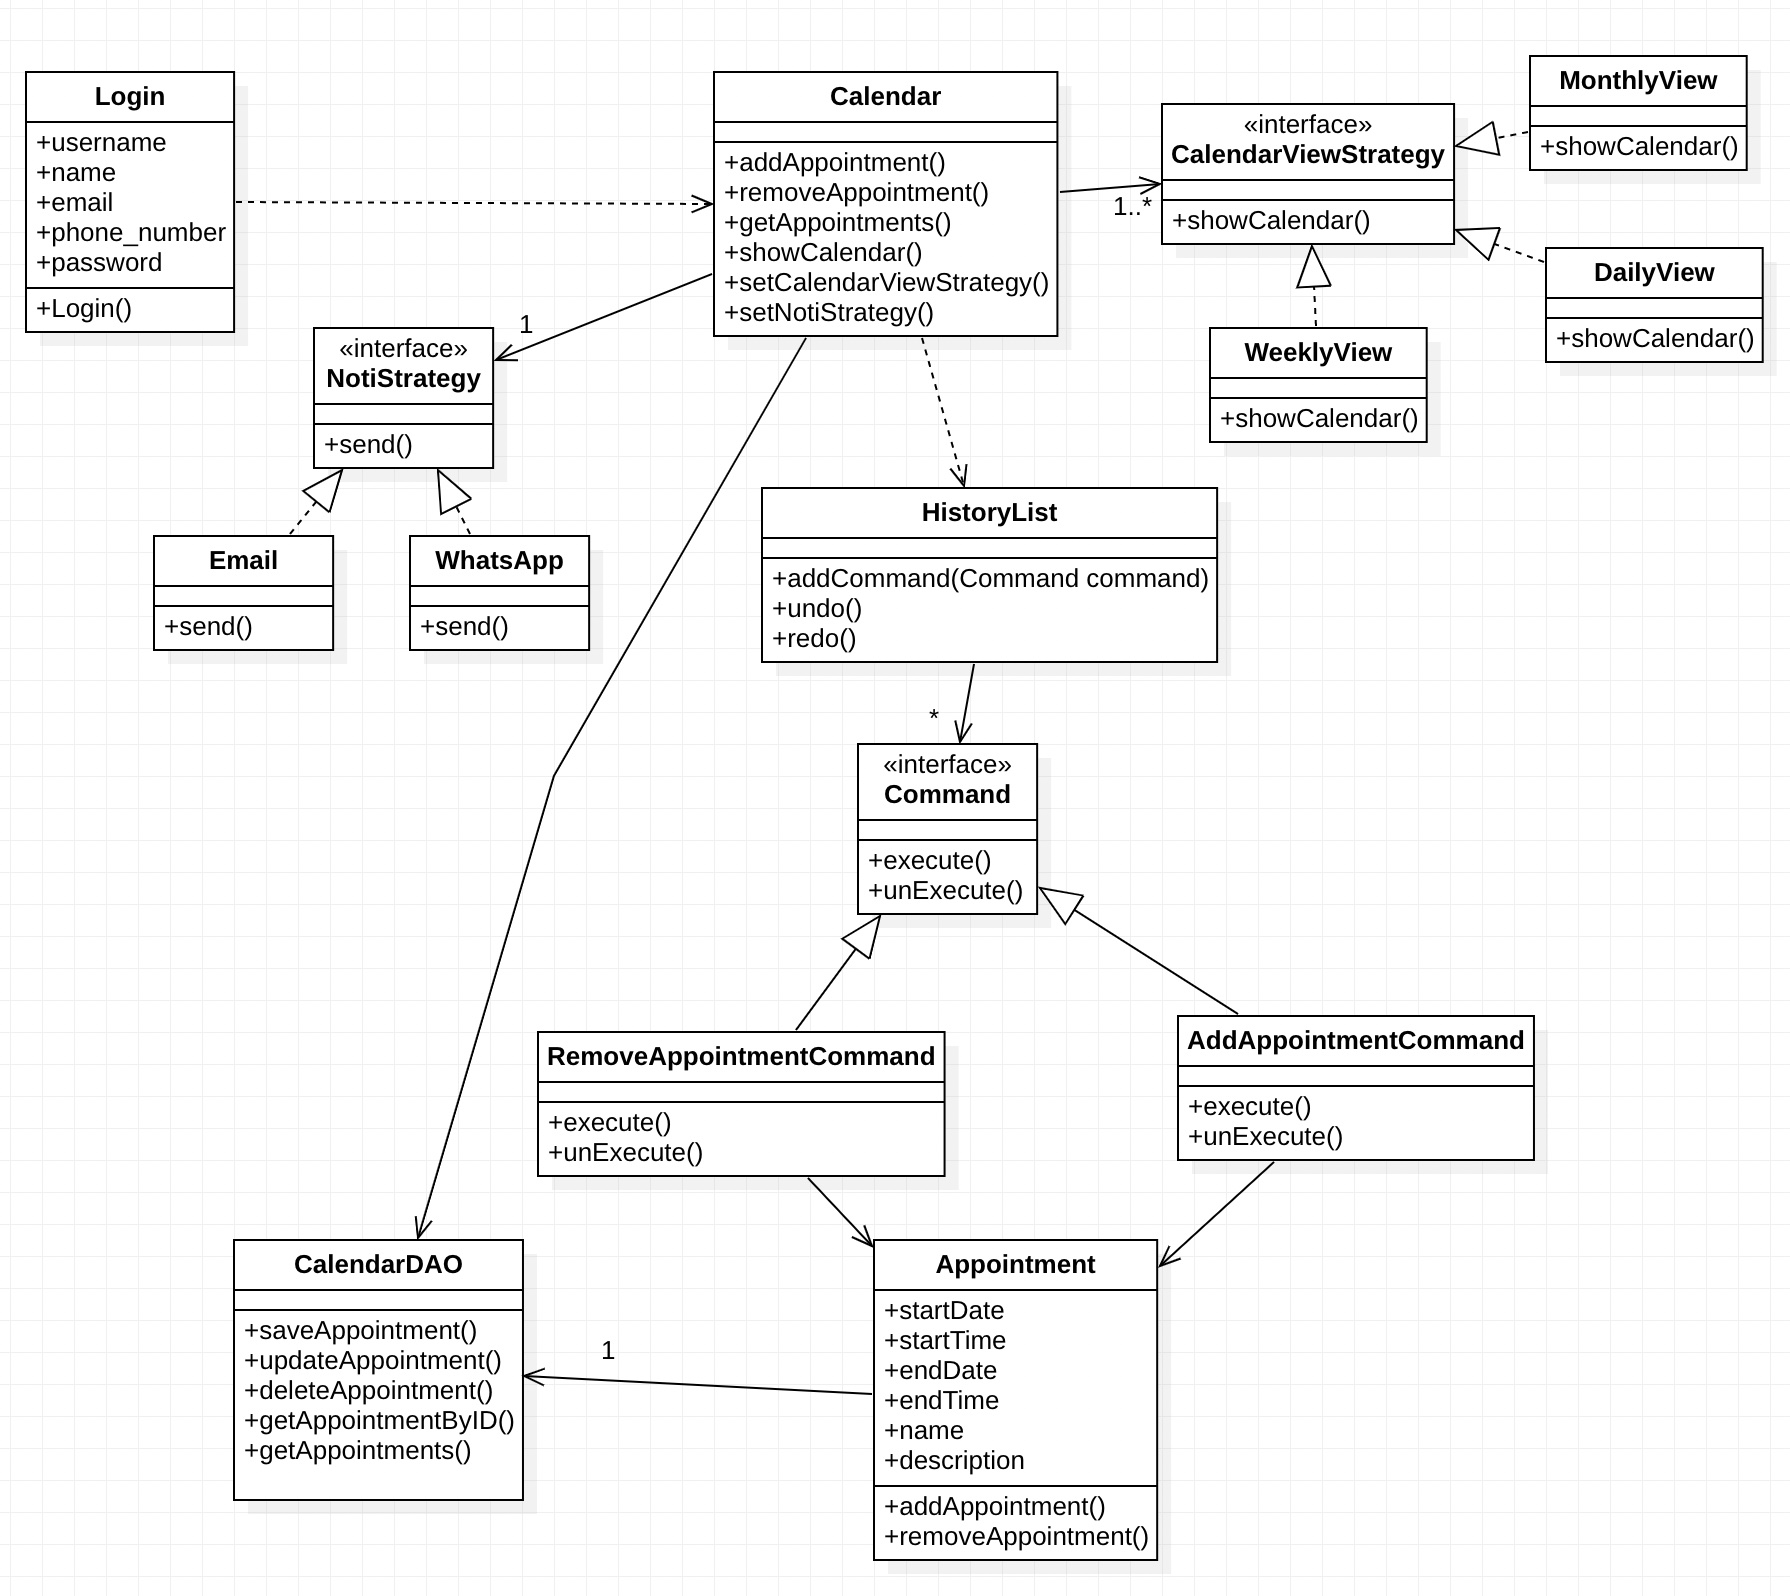 Login
+username
+name
+email
+phone_number
+password
+Login()
Calendar
+addAppointment()
+removeAppointment()
+getAppointments()
+showCalendar()
+setCalendarViewStrategy()
+setNotiStrategy()
1..*
«interface»
CalendarViewStrategy
+showCalendar()
MonthlyView
+showCalendar()
DailyView
+showCalendar()
WeeklyView
+showCalendar()
1
«interface»
NotiStrategy
+send()
Email
+send()
WhatsApp
+send()
HistoryList
+addCommand(Command command)
+undo()
+redo()
*
«interface»
Command
+execute()
+unExecute()
RemoveAppointmentCommand
+execute()
+unExecute()
AddAppointmentCommand
+execute()
+unExecute()
CalendarDAO
+saveAppointment()
+updateAppointment()
+deleteAppointment()
+getAppointmentByID()
+getAppointments()
1
Appointment
+startDate
+startTime
+endDate
+endTime
+name
+description
+addAppointment()
+removeAppointment()